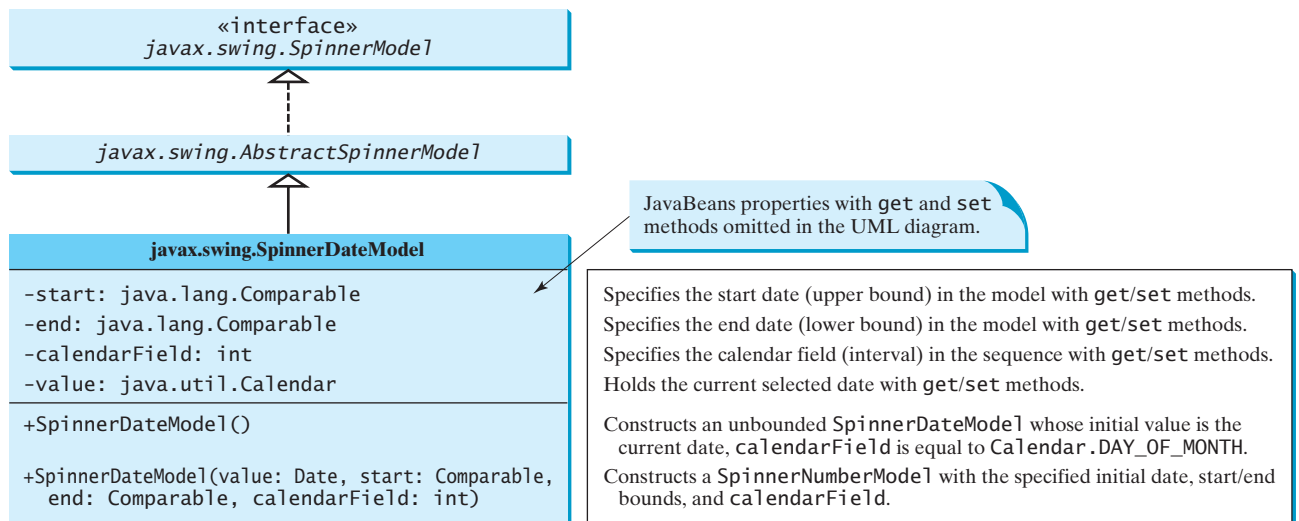 «interface»
javax.swing.SpinnerModel
javax.swing.AbstractSpinnerModel
JavaBeans properties with get and set
methods omitted in the UML diagram.
javax.swing.SpinnerDateModel
-start: java.lang.Comparable
Specifies the start date (upper bound) in the model with get/set methods.
-end: java.lang.Comparable
Specifies the end date (lower bound) in the model with get/set methods.
-calendarField: int
Specifies the calendar field (interval) in the sequence with get/set methods.
-value: java.util.Calendar
Holds the current selected date with get/set methods.
+SpinnerDateModel()
Constructs an unbounded SpinnerDateModel whose initial value is the
current date, calendarField is equal to Calendar.DAY_OF_MONTH.
+SpinnerDateModel(value: Date, start: Comparable,
end: Comparable, calendarField: int)
Constructs a SpinnerNumberModel with the specified initial date, start/end
bounds, and calendarField.